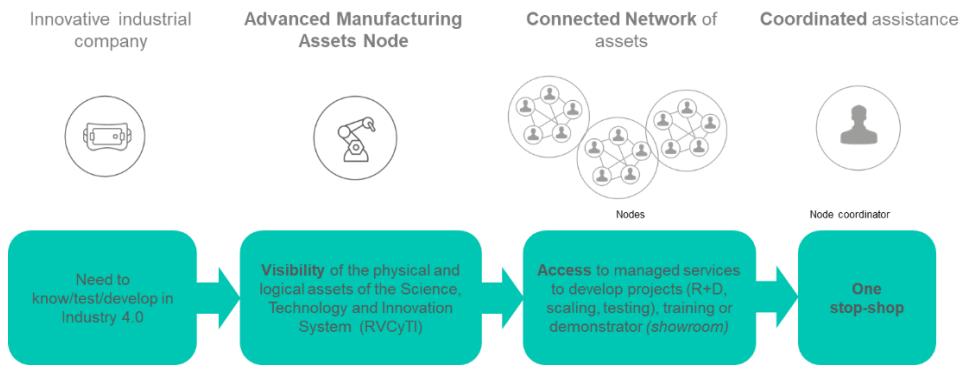 Innovative industrial
company
Advanced Manufacturing
Assets Node
Connected Network of
assets
Coordinated assistance
Nodes
Node coordinator
Need to
know/test/develop in
Industry 4.0
Visibility of the physical and
logical assets of the Science,
Technology and Innovation
System (RVCyTI)
Access to managed services
to develop projects (R+D,
scaling, testing), training or
demonstrator (showroom)
One
stop-shop